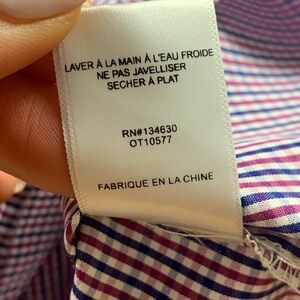 LAVER À LA MAIN À L'EAU FROIDE
NE PAS JAVELLISER
SECHER À PLAT
RN#134630
OT10577
FABRIQUE EN LA CHINE